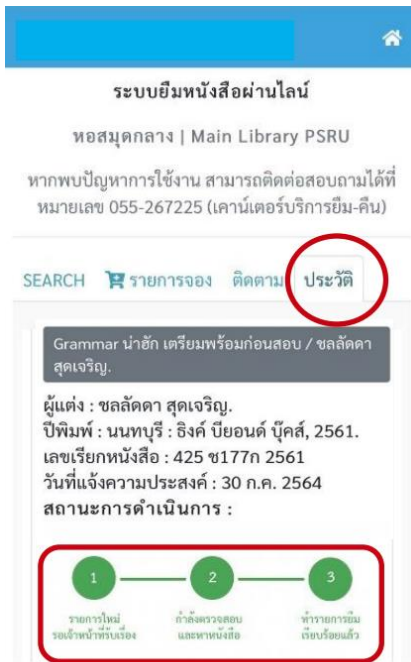 ระบบยืมหนังสือผ่านไลน์
หอสมุดกลาง | Main Library PSRU
หากพบปัญหาการใช้งาน สามารถติดต่อสอบถามได้ที่
หมายเลข 055-267225 (เคาน์เตอร์บริการยืม-คืน)
SEARCH รายการจอง ติดตาม ประวัติ
Grammar น่าฮัก เตรียมพร้อมก่อนสอบ / ชลลัดดา
สุดเจริญ.
ผู้แต่ง : ชลลัดดา สุดเจริญ.
ปีพิมพ์ : นนทบุรี : ธิงค์ บียอนด์ บุ๊คส์, 2561.
เลขเรียกหนังสือ : 425 ช177ก 2561
วันที่แจ้งความประสงค์ : 30 ก.ค. 2564
สถานะการดำเนินการ :
1 2 3
รายการใหม่ กำลังตรวจสอบ ทำรายการยืม
รอเจ้าหน้าที่รับเรื่อง และหาหนังสือ เรียบร้อยแล้ว